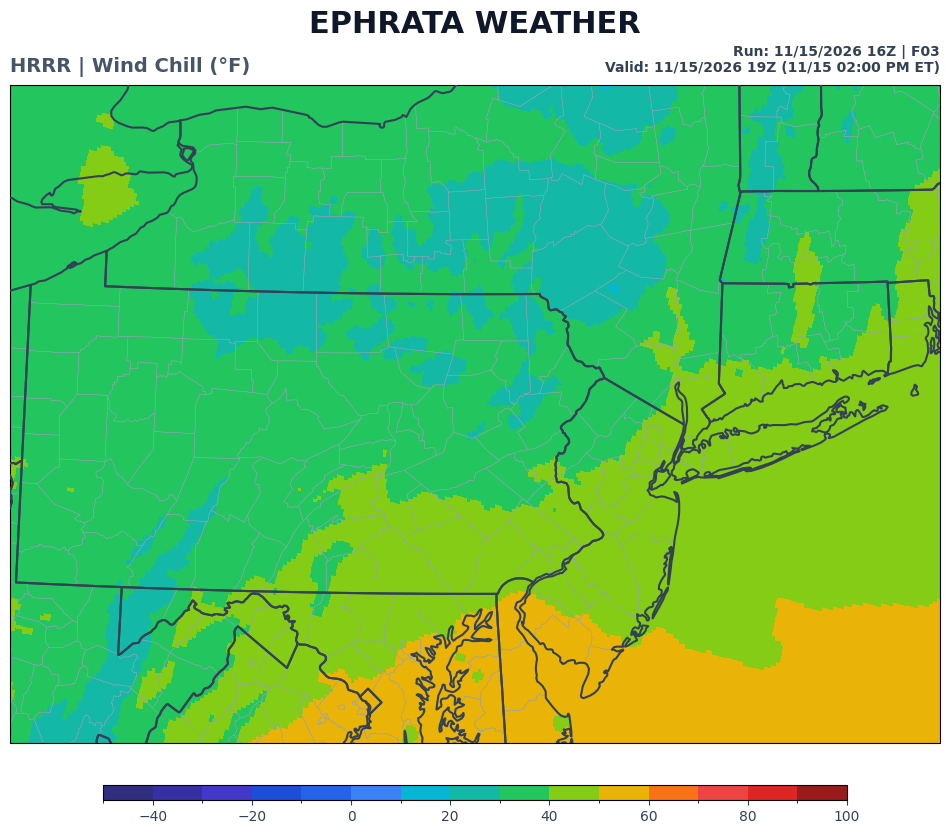 EPHRATA WEATHER
HRRR | Wind Chill (°F)
Run: 11/15/2026 16Z | F03
Valid: 11/15/2026 19Z (11/15 02:00 PM ET)
−40 −20 0 20 40 60 80 100